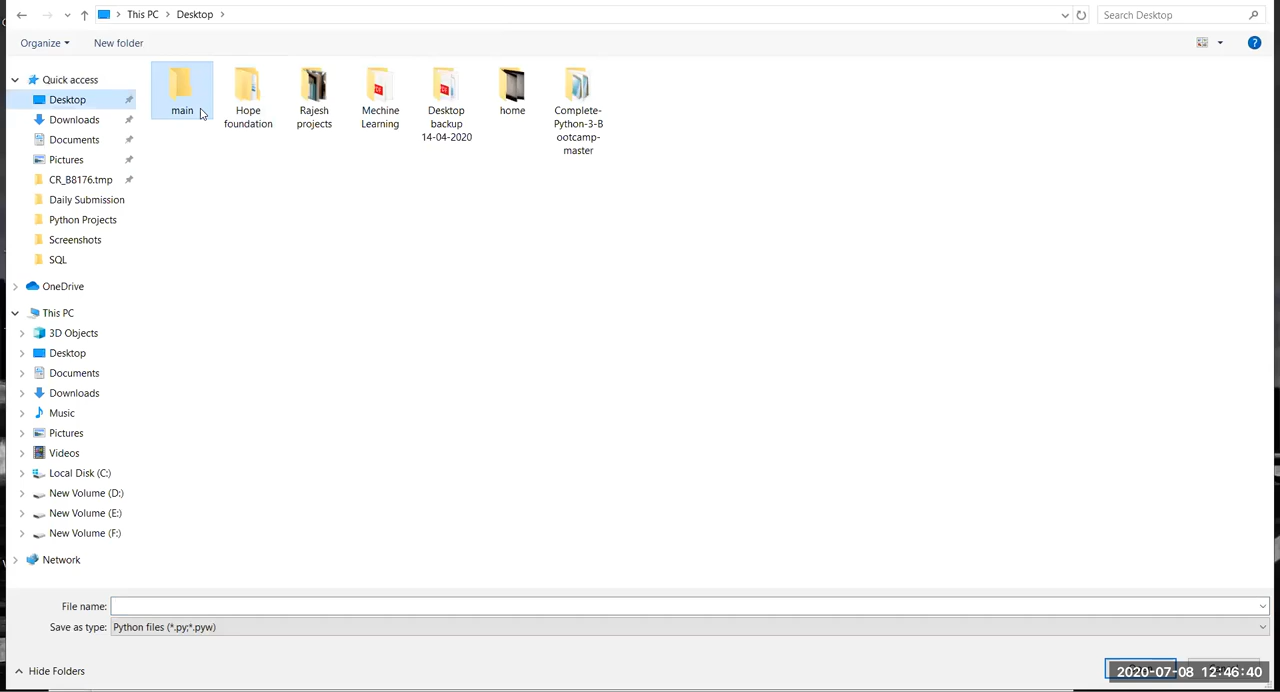 This PC
Desktop
Search Desktop
Organize
New folder
?
Quick access
Desktop
Downloads
Documents
Pictures
CR_B8176.tmp
Daily Submission
Python Projects
Screenshots
SQL
OneDrive
This PC
3D Objects
Desktop
Documents
Downloads
Music
Pictures
Videos
Local Disk (C:)
New Volume (D:)
New Volume (E:)
New Volume (F:)
Network
main
Hope
foundation
Rajesh
projects
Mechine
Learning
Desktop
backup
14-04-2020
home
Complete-
Python-3-B
ootcamp-
master
File name:
Save as type:
Python files (*.py;*.pyw)
Hide Folders
2020-07-08 12:46:40